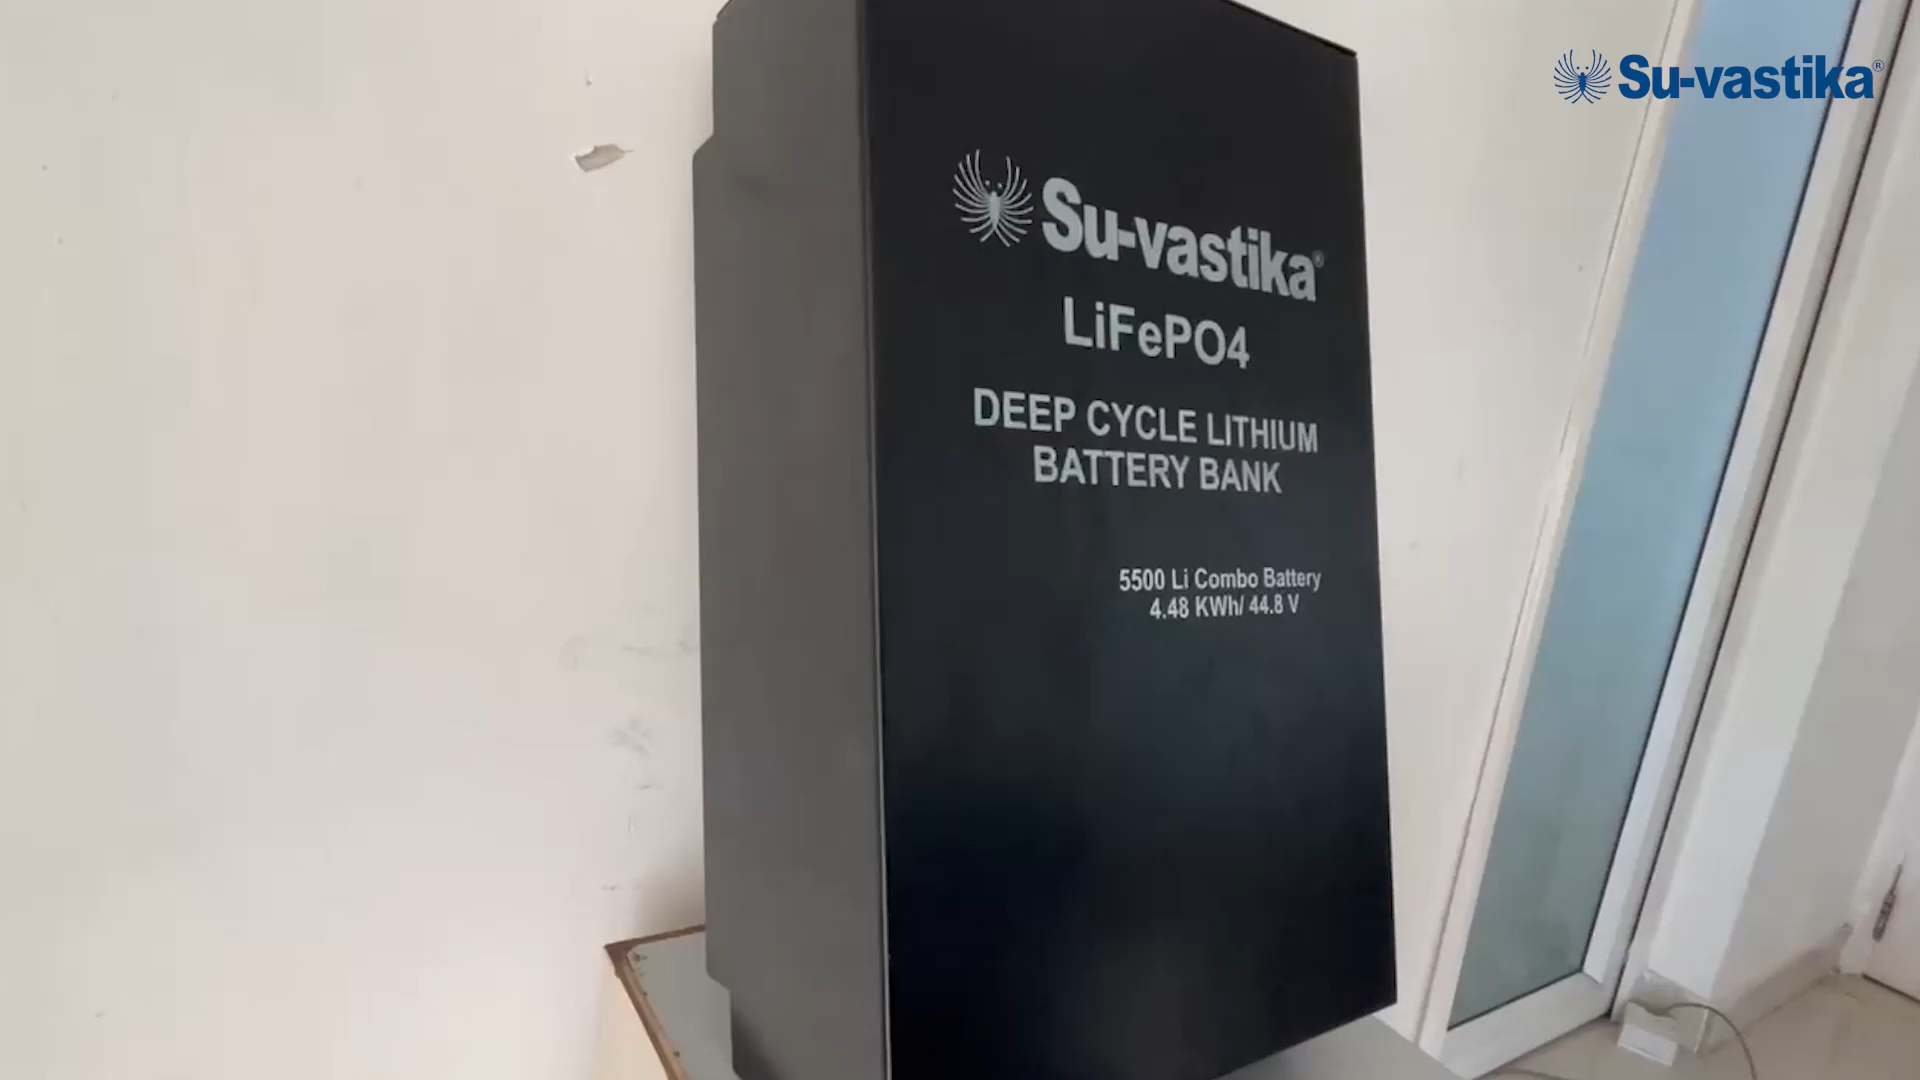 Su-vastika®
Su-vastika®
LiFePO4
DEEP CYCLE LITHIUM
BATTERY BANK
5500 Li Combo Battery
4.48 KWh/ 44.8 V